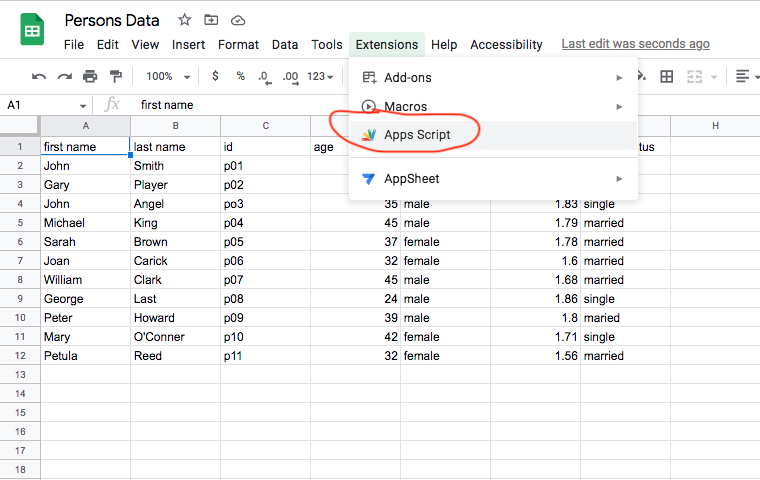 Persons Data
File Edit View Insert Format Data Tools Extensions Help Accessibility Last edit was seconds ago
100% $ % .0 .00 123
Add-ons
Macros
Apps Script
AppSheet
A1 fx first name
A B C H
1 first name last name id age tus
2 John Smith p01
3 Gary Player p02
4 John Angel po3 35 male 1.83 single
5 Michael King p04 45 male 1.79 married
6 Sarah Brown p05 37 female 1.78 married
7 Joan Carick p06 32 female 1.6 married
8 William Clark p07 45 male 1.68 married
9 George Last p08 24 male 1.86 single
10 Peter Howard p09 39 male 1.8 maried
11 Mary O'Conner p10 42 female 1.71 single
12 Petula Reed p11 32 female 1.56 married
13
14
15
16
17
18